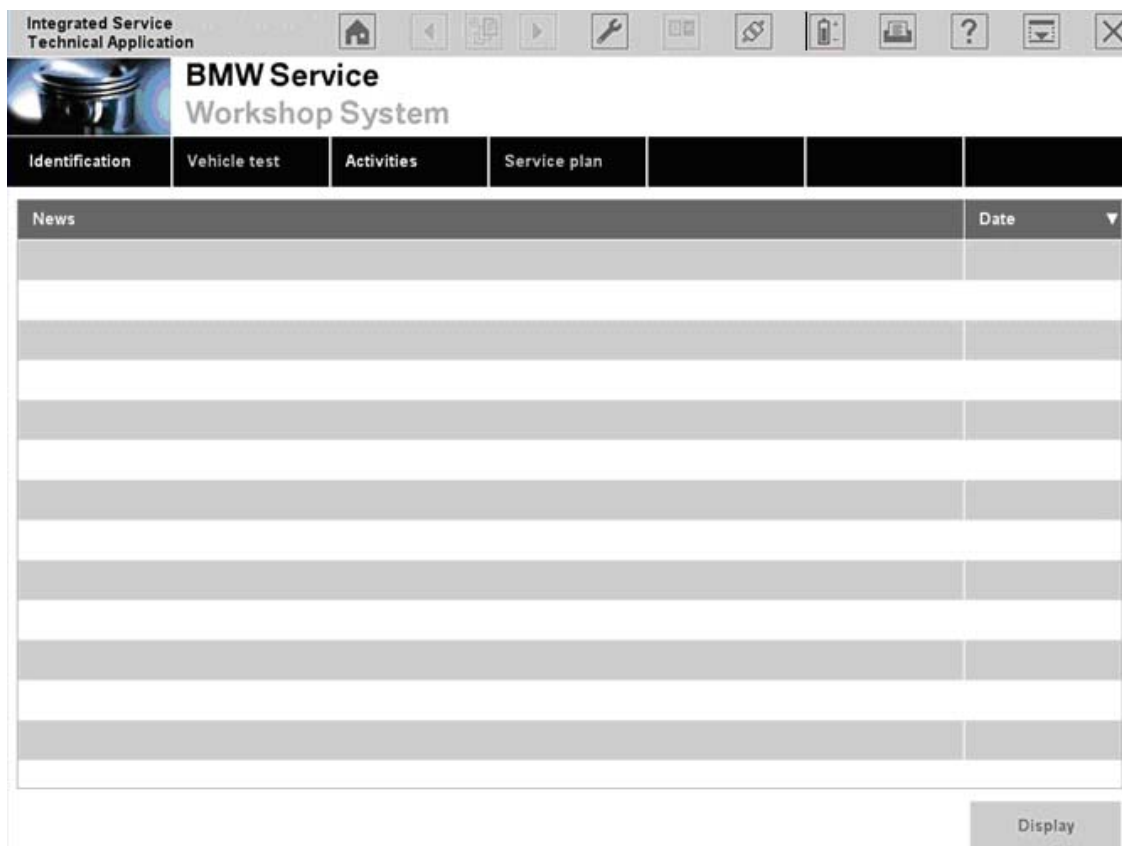 Integrated Service
Technical Application
?
BMW Service
Workshop System
Identification Vehicle test Activities Service plan
News Date ▼
Display